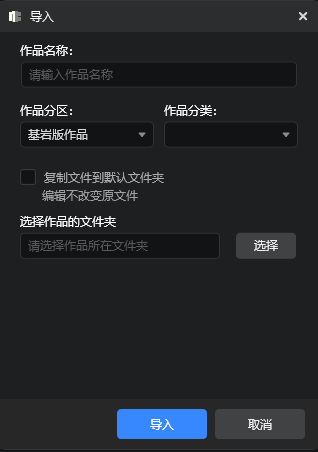 导入
作品名称：
请输入作品名称
作品分区：
作品分类：
基岩版作品
复制文件到默认文件夹
编辑不改变原文件
选择作品的文件夹
请选择作品所在文件夹
选择
导入
取消